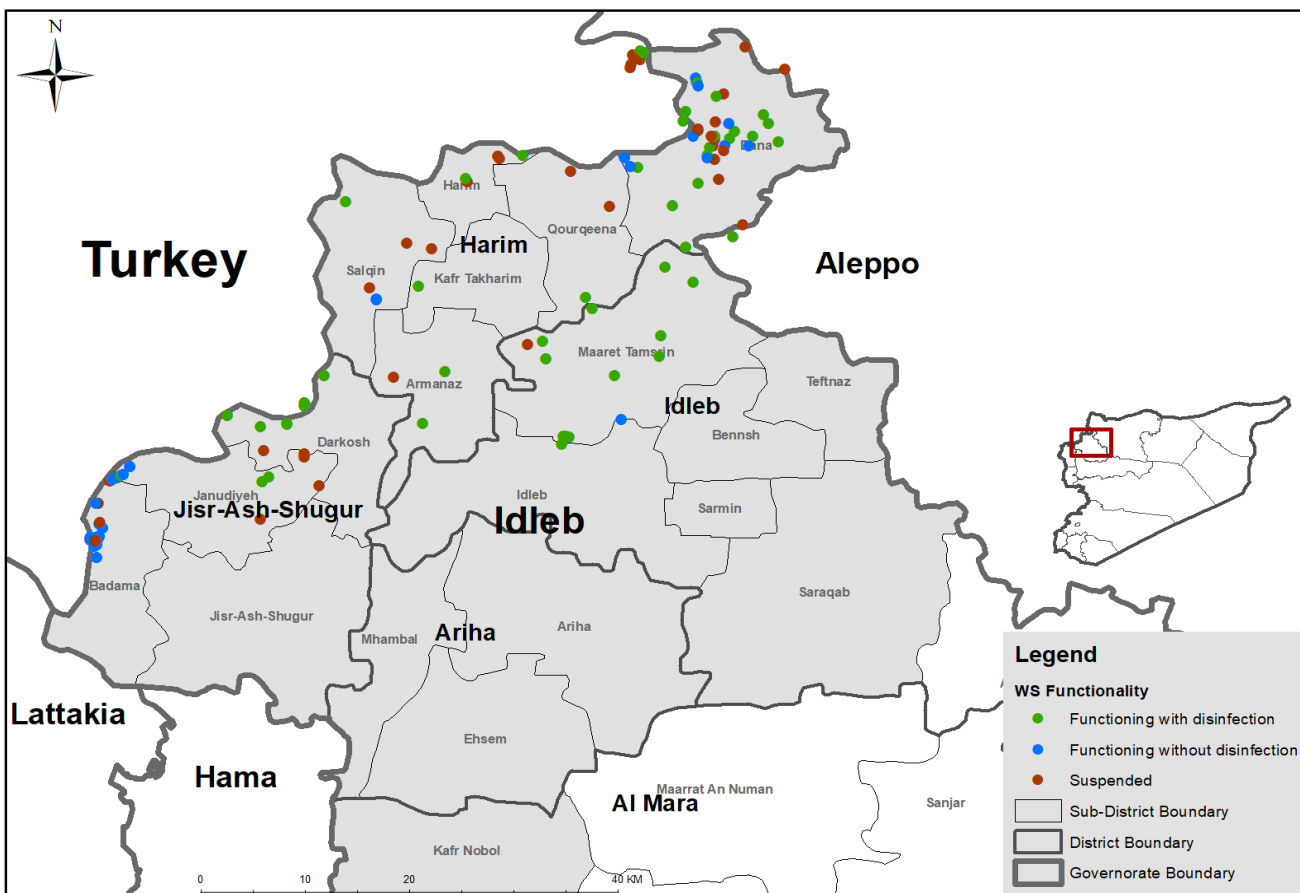 N
Dana
Harim
Turkey
Harim
Qourqeena
Aleppo
Salqin
Kafr Takharim
Maaret Tamsrin
Teftnaz
Armanaz
Idleb
Bennsh
Darkosh
Janudiyeh
Idleb
Jisr-Ash-Shugur
Idleb
Sarmin
Badama
Saraqab
Jisr-Ash-Shugur
Mhambal
Ariha
Ariha
Lattakia
Ehsem
Hama
Maarrat An Numan
Al Mara
Sanjar
Kafr Nobol
0 10 20 40 KM
Legend
WS Functionality
Functioning with disinfection
Functioning without disinfection
Suspended
Sub-District Boundary
District Boundary
Governorate Boundary